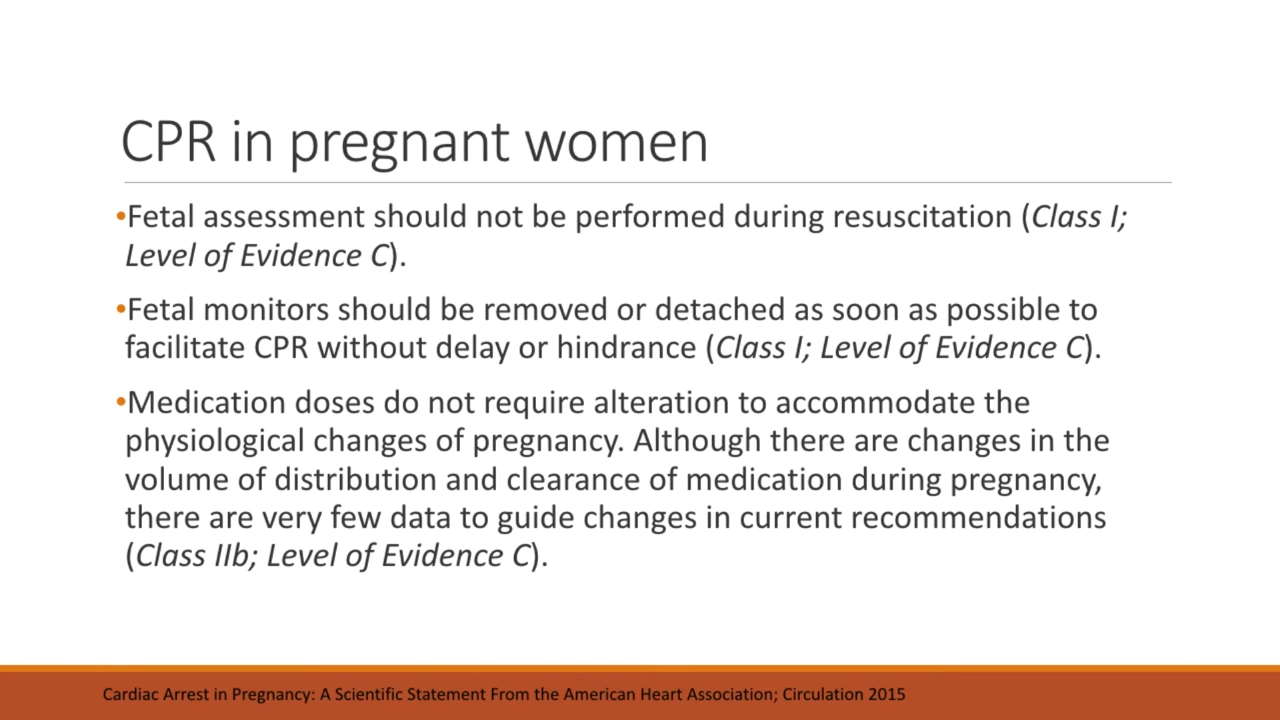 CPR in pregnant women
•Fetal assessment should not be performed during resuscitation (Class I;
Level of Evidence C).
•Fetal monitors should be removed or detached as soon as possible to
facilitate CPR without delay or hindrance (Class I; Level of Evidence C).
•Medication doses do not require alteration to accommodate the
physiological changes of pregnancy. Although there are changes in the
volume of distribution and clearance of medication during pregnancy,
there are very few data to guide changes in current recommendations
(Class IIb; Level of Evidence C).
Cardiac Arrest in Pregnancy: A Scientific Statement From the American Heart Association; Circulation 2015